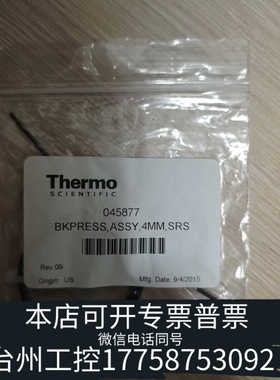 Thermo
SCIENTIFIC
045877
BKPRESS,ASSY,4MM,SRS
Rev.09
Origin: US
Mfg. Date: 9/4/2015
本店可开专票普票
微信电话同号
台州工控17758753092